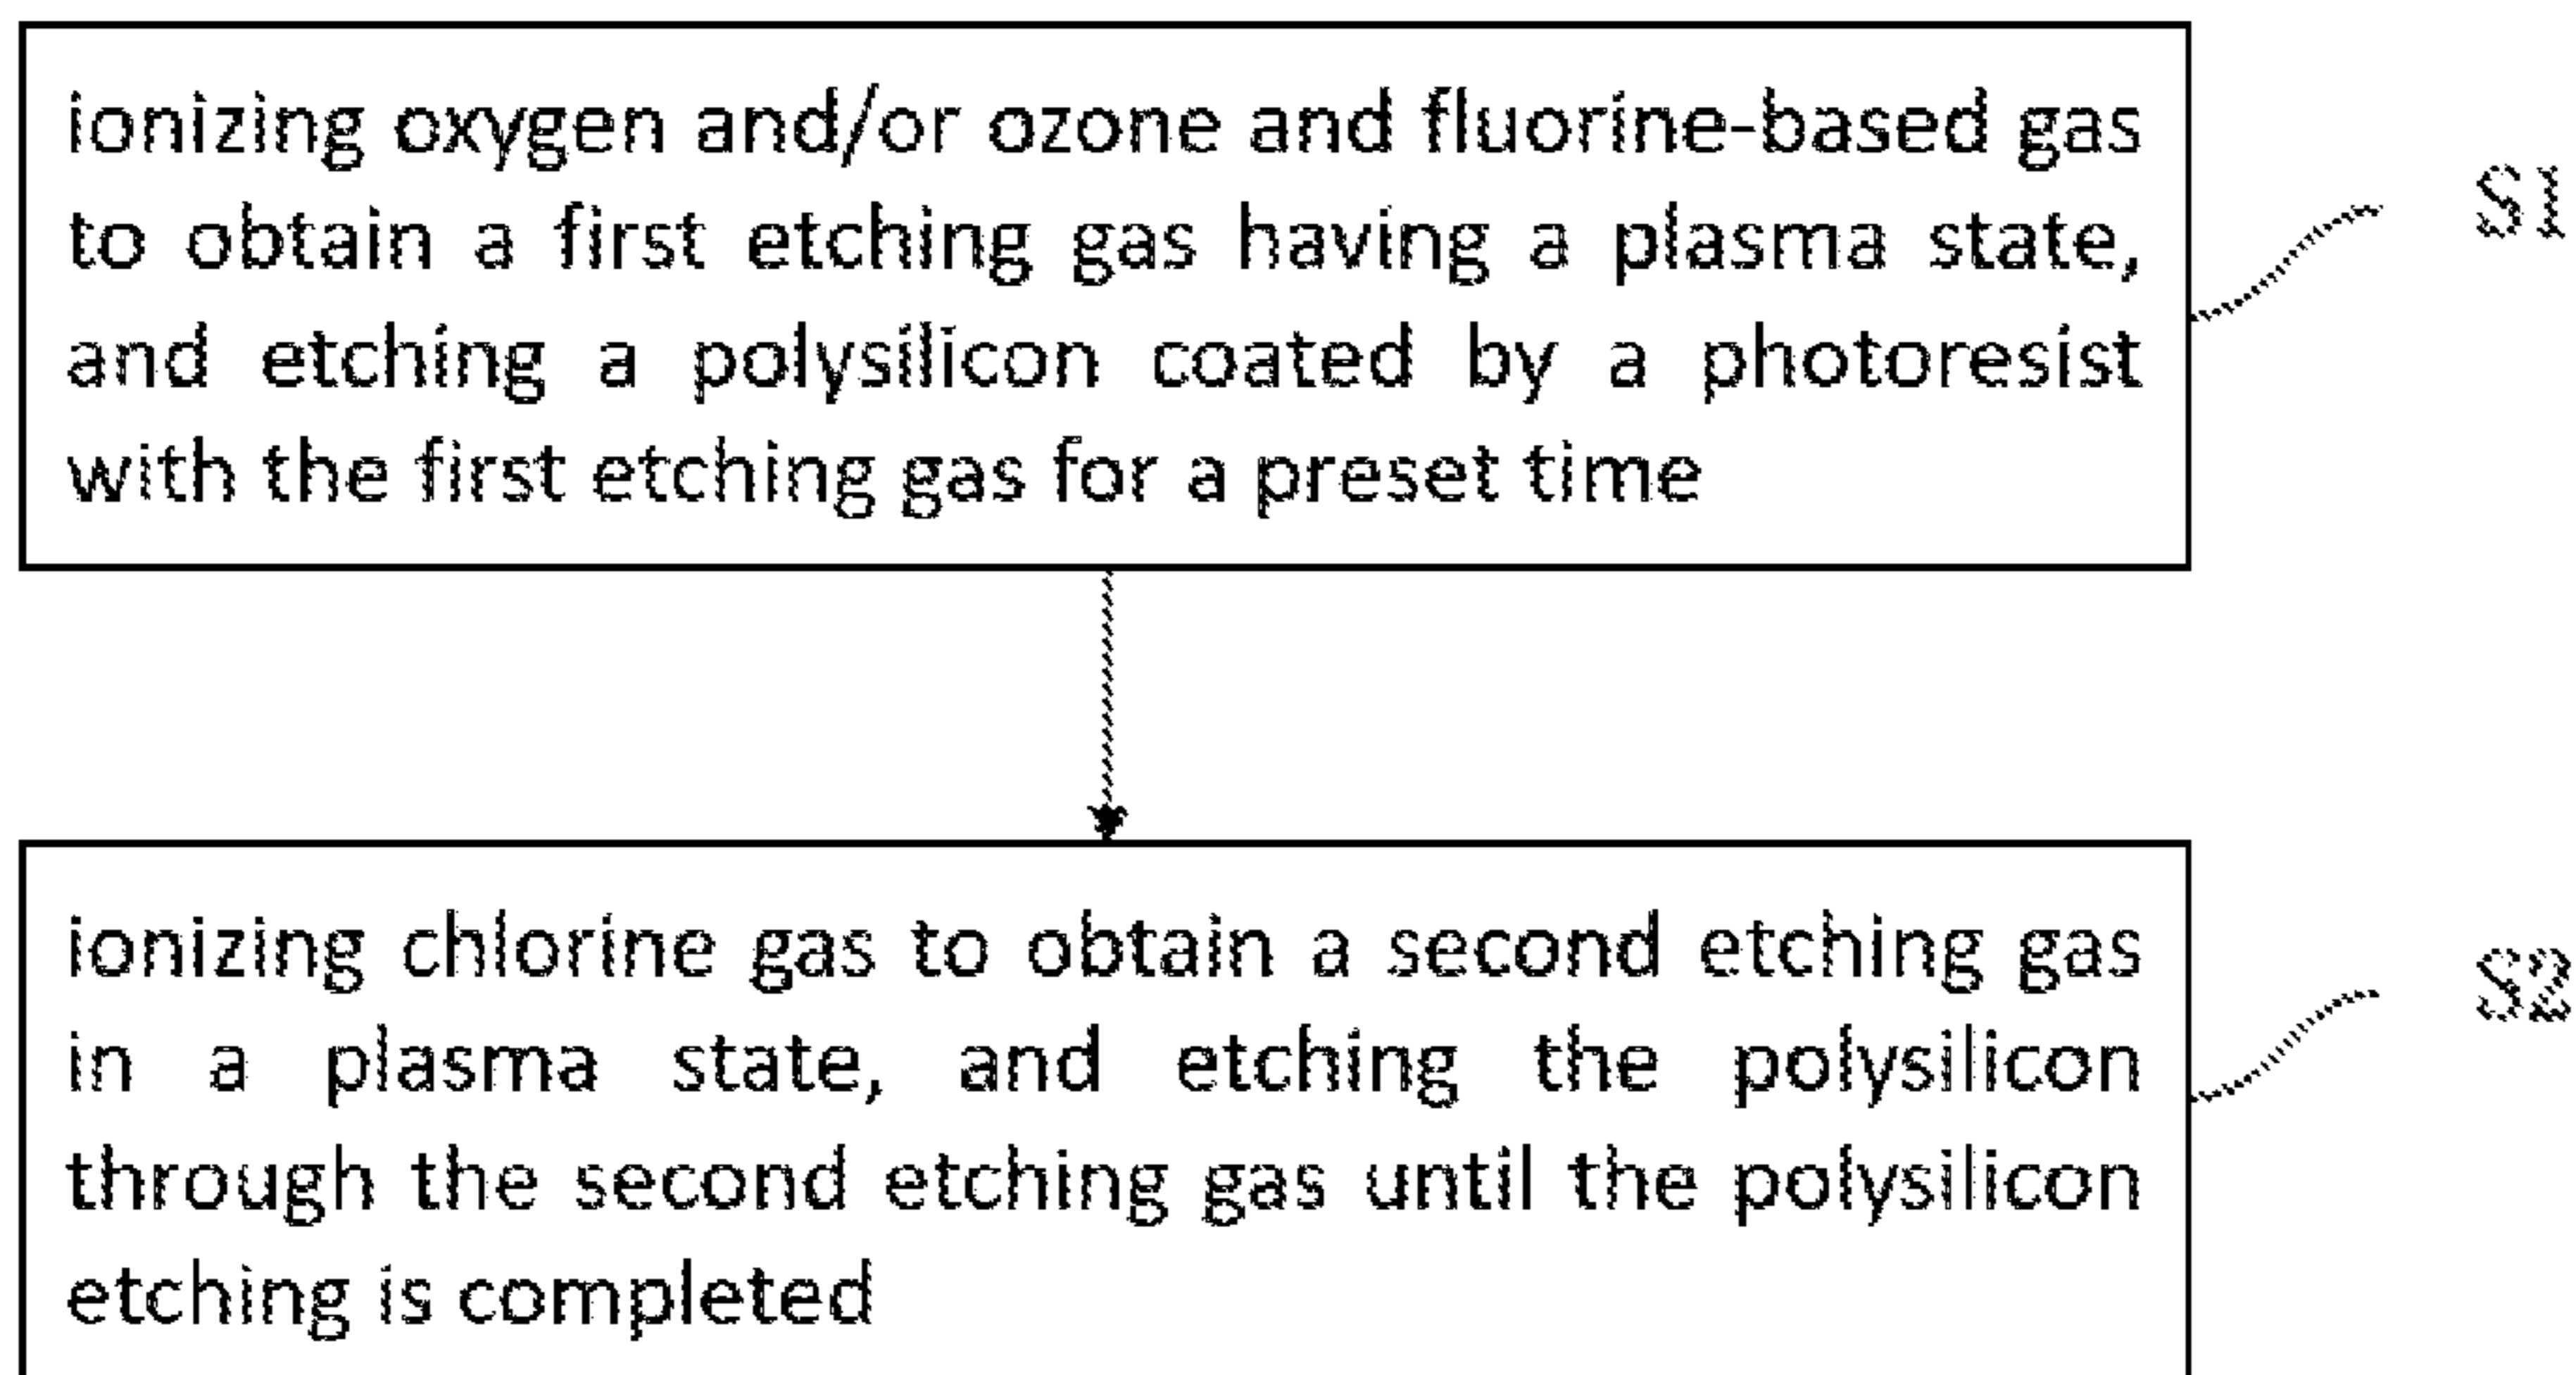 ionizing oxygen and/or ozone and fluorine-based gas
to obtain a first etching gas having a plasma state,
and etching a polysilicon coated by a photoresist
with the first etching gas for a preset time
S1
ionizing chlorine gas to obtain a second etching gas
in a plasma state, and etching the polysilicon
through the second etching gas until the polysilicon
etching is completed
S2